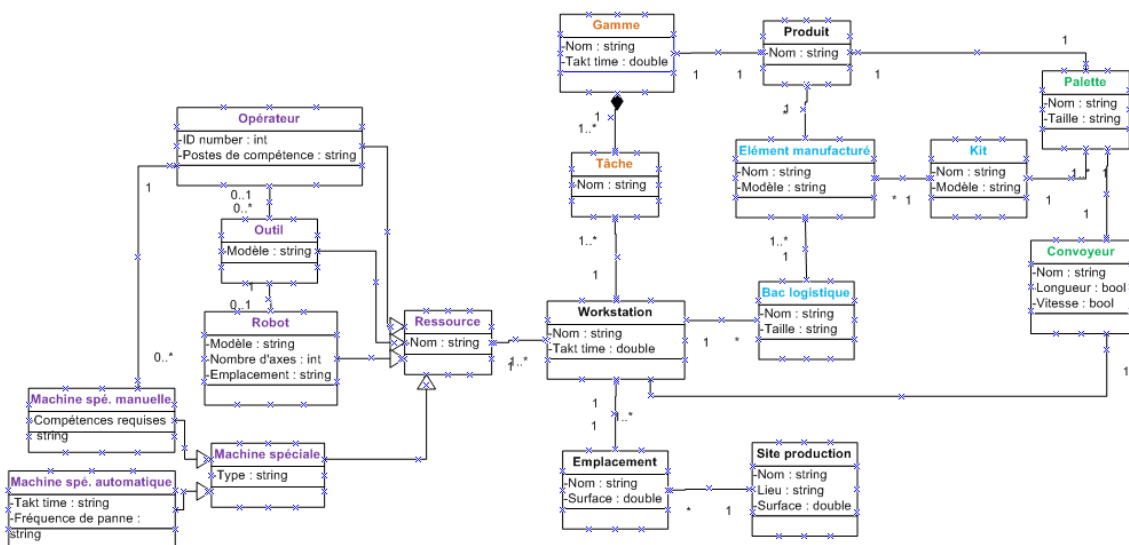 Gamme
-Nom : string
-Takt time : double
1
1
Produit
-Nom : string
1
1
Palette
-Nom : string
-Taille : string
1
1..*
Tâche
-Nom : string
1
*
Elément manufacturé
-Nom : string
-Modèle : string
*
1
Kit
-Nom : string
-Modèle : string
1
1..*
1
1
Opérateur
-ID number : int
-Postes de compétence : string
1
0..1
0..*
Outil
-Modèle : string
1
0..1
Robot
-Modèle : string
-Nombre d'axes : int
-Emplacement : string
Ressource
-Nom : string
1..*
1
1..*
1
Workstation
-Nom : string
-Takt time : double
1..*
1
Bac logistique
-Nom : string
-Taille : string
1
*
Convoyeur
-Nom : string
-Longueur : bool
-Vitesse : bool
1
1
0..*
Machine spé. manuelle
-Compétences requises :
string
Machine spéciale
-Type : string
Machine spé. automatique
-Takt time : string
-Fréquence de panne :
string
1
1..*
1
Emplacement
-Nom : string
-Surface : double
*
1
Site production
-Nom : string
-Lieu : string
-Surface : double